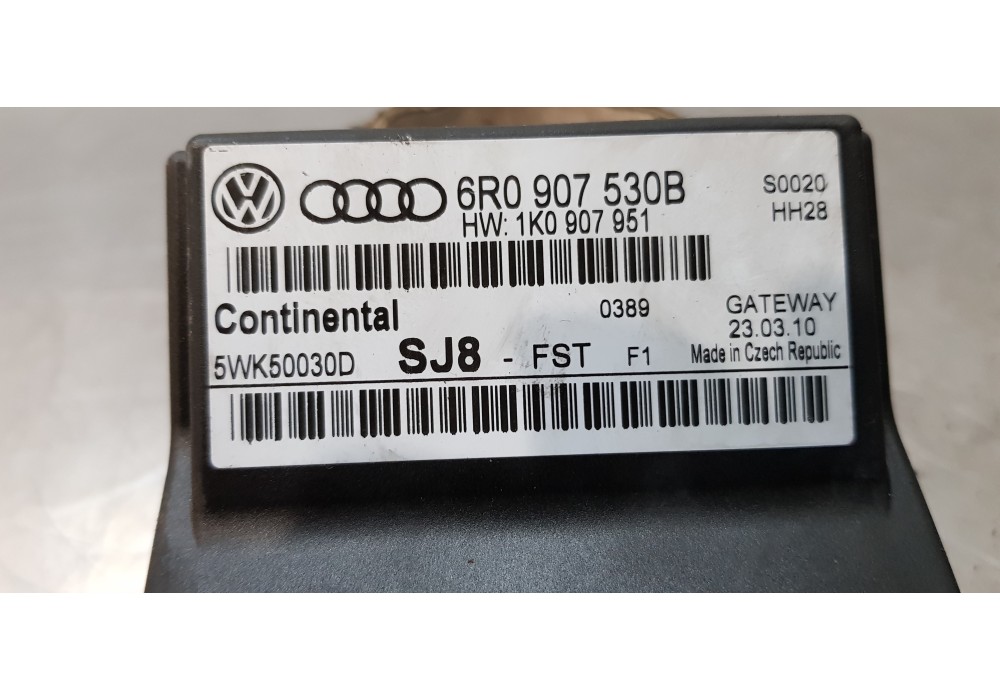 6R0 907 530B S0020
HW: 1K0 907 951 HH28
Continental 0389 GATEWAY
23.03.10
5WK50030D SJ8 - FST F1 Made in Czech Republic